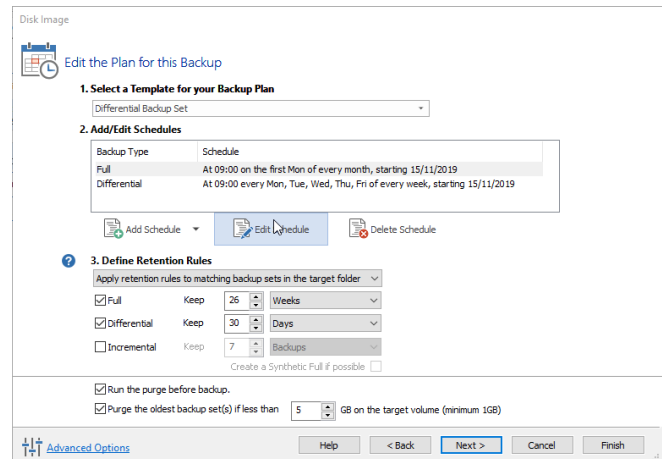 Disk Image
Edit the Plan for this Backup
1. Select a Template for your Backup Plan
Differential Backup Set
2. Add/Edit Schedules
Backup Type Schedule
Full At 09:00 on the first Mon of every month, starting 15/11/2019
Differential At 09:00 every Mon, Tue, Wed, Thu, Fri of every week, starting 15/11/2019
Add Schedule Edit Schedule Delete Schedule
? 3. Define Retention Rules
Apply retention rules to matching backup sets in the target folder
Full Keep 26 Weeks
Differential Keep 30 Days
Incremental Keep 7 Backups
Create a Synthetic Full if possible
Run the purge before backup.
Purge the oldest backup set(s) if less than 5 GB on the target volume (minimum 1GB)
Advanced Options Help < Back Next > Cancel Finish